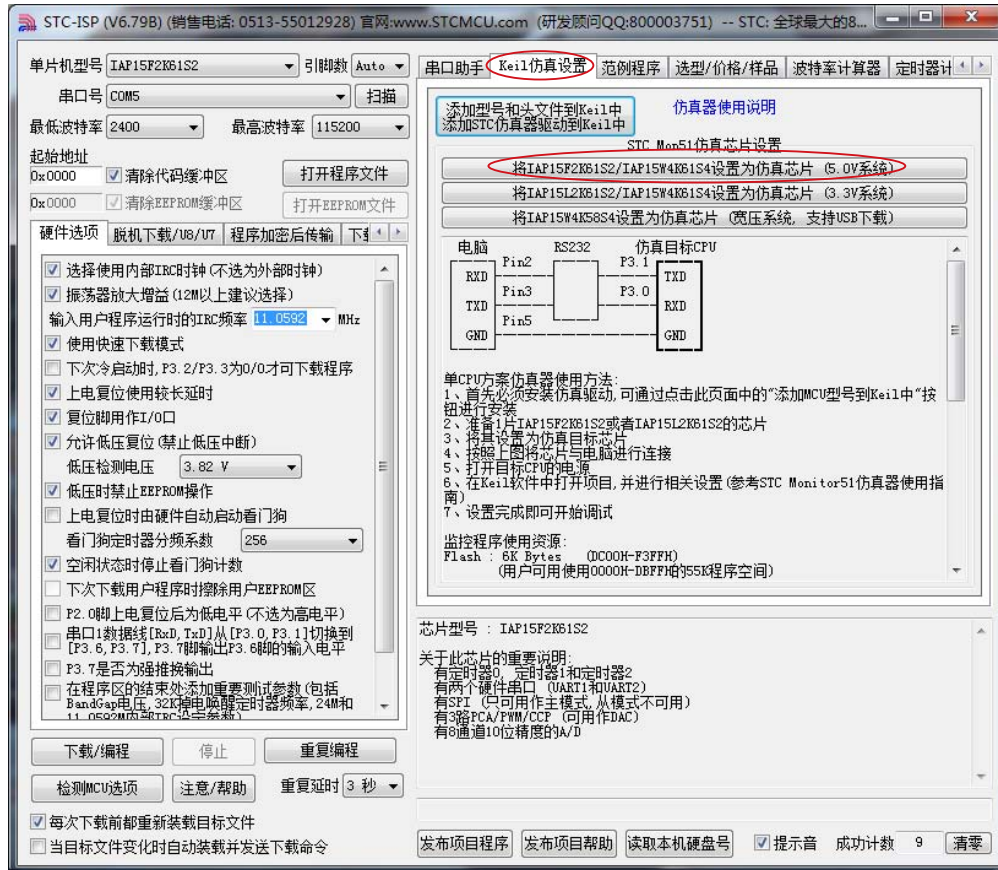 STC-ISP (V6.79B) (销售电话: 0513-55012928) 官网:www.STCMCU.com (研发顾问QQ:800003751) -- STC: 全球最大的8...
单片机型号 IAP15F2K61S2 引脚数 Auto
串口号 COM5 扫描
最低波特率 2400 最高波特率 115200
起始地址
0x0000 清除代码缓冲区 打开程序文件
0x0000 清除EEPROM缓冲区 打开EEPROM文件
硬件选项 脱机下载/U8/U7 程序加密后传输
选择使用内部IRC时钟(不选为外部时钟)
振荡器放大增益(12M以上建议选择)
输入用户程序运行时的IRC频率 11.0592 MHz
使用快速下载模式
下次冷启动时,P3.2/P3.3为0/0才可下载程序
上电复位使用较长延时
复位脚用作I/O口
允许低压复位(禁止低压中断)
低压检测电压 3.82 V
低压时禁止EEPROM操作
上电复位时由硬件自动启动看门狗
看门狗定时器分频系数 256
空闲状态时停止看门狗计数
下次下载用户程序时擦除用户EEPROM区
P2.0脚上电复位后为低电平(不选为高电平)
串口1数据线[RxD,TxD]从[P3.0,P3.1]切换到
[P3.6,P3.7],P3.7脚输出P3.6脚的输入电平
P3.7是否为强推挽输出
在程序区的结束处添加重要测试参数(包括
BandGap电压,32K掉电唤醒定时器频率,24M和
11.0592M内部IRC设定参数)
下载/编程 停止 重复编程
检测MCU选项 注意/帮助 重复延时 3 秒
每次下载前都重新装载目标文件
当目标文件变化时自动装载并发送下载命令
串口助手 Keil仿真设置 范例程序 选型/价格/样品 波特率计算器 定时器计
添加型号和头文件到Keil中
添加STC仿真器驱动到Keil中
仿真器使用说明
STC Mon51仿真芯片设置
将IAP15F2K61S2/IAP15W4K61S4设置为仿真芯片 (5.0V系统)
将IAP15L2K61S2/IAP15W4K61S4设置为仿真芯片 (3.3V系统)
将IAP15W4K58S4设置为仿真芯片 (宽压系统, 支持USB下载)
电脑 RS232 仿真目标CPU
Pin2 P3.1
RXD TXD
Pin3 P3.0
TXD RXD
Pin5
GND GND
单CPU方案仿真器使用方法:
1、首先必须安装仿真驱动,可通过点击此页面中的“添加MCU型号到Keil中“按
钮进行安装
2、准备1片IAP15F2K61S2或者IAP15L2K61S2的芯片
3、将其设置为仿真目标芯片
4、按照上图将芯片与电脑进行连接
5、打开目标CPU的电源
6、在Keil软件中打开项目,并进行相关设置(参考STC Monitor51仿真器使用指
南)
7、设置完成即可开始调试
监控程序使用资源:
Flash : 6K Bytes (DC00H-F3FFH)
(用户可用使用0000H-DBFFH的55K程序空间)
芯片型号 : IAP15F2K61S2
关于此芯片的重要说明:
有定时器0、定时器1和定时器2
有两个硬件串口 (UART1和UART2)
有SPI (只可用作主模式,从模式不可用)
有3路PCA/PWM/CCP (可用作DAC)
有8通道10位精度的A/D
发布项目程序 发布项目帮助 读取本机硬盘号 提示音 成功计数 9 清零